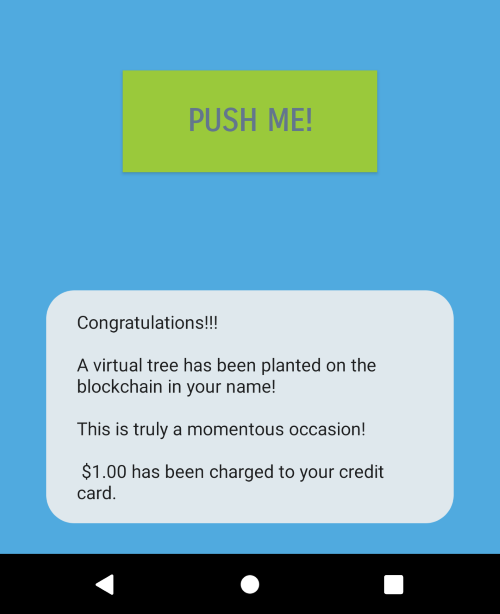 PUSH ME!
Congratulations!!!
A virtual tree has been planted on the
blockchain in your name!
This is truly a momentous occasion!
$1.00 has been charged to your credit
card.